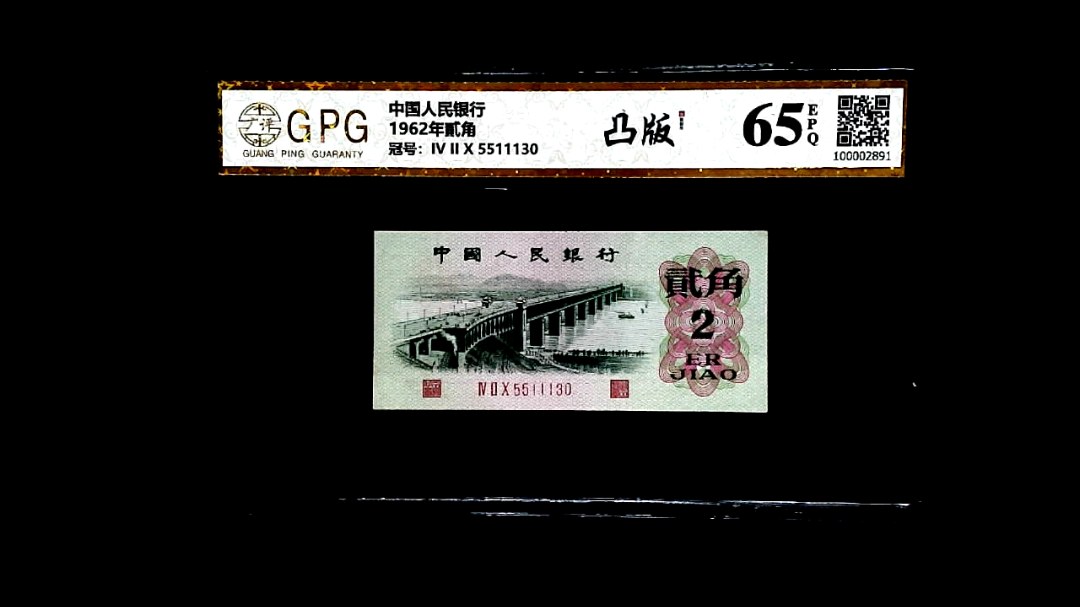 GPG
GUANG PING GUARANTY
中国人民银行
1962年貳角
冠号：IV II X 5511130
凸版
65
EPQ
100002891
中國人民銀行
貳角
2
ER
JIAO
IV II X 5511130